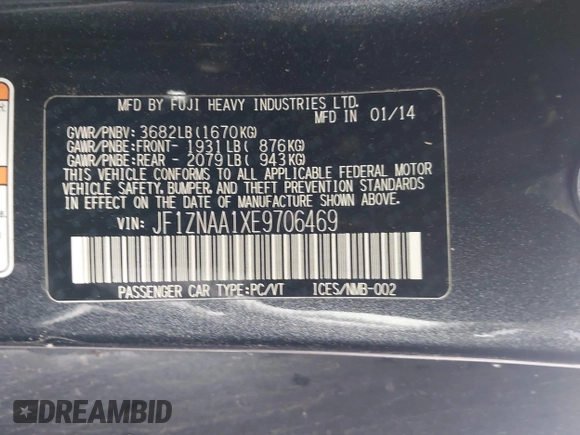 MFD BY FUJI HEAVY INDUSTRIES LTD.
MFD IN 01/14
GVWR/PNBV: 3682LB(1670KG)
GAWR/PNBE:FRONT- 1931LB( 876KG)
GAWR/PNBE:REAR - 2079LB( 943KG)
THIS VEHICLE CONFORMS TO ALL APPLICABLE FEDERAL MOTOR
VEHICLE SAFETY, BUMPER, AND THEFT PREVENTION STANDARDS
IN EFFECT ON THE DATE OF MANUFACTURE SHOWN ABOVE.
VIN: JF1ZNAA1XE9706469
PASSENGER CAR TYPE:PC/VT ICES/NMB-002
DREAMBID